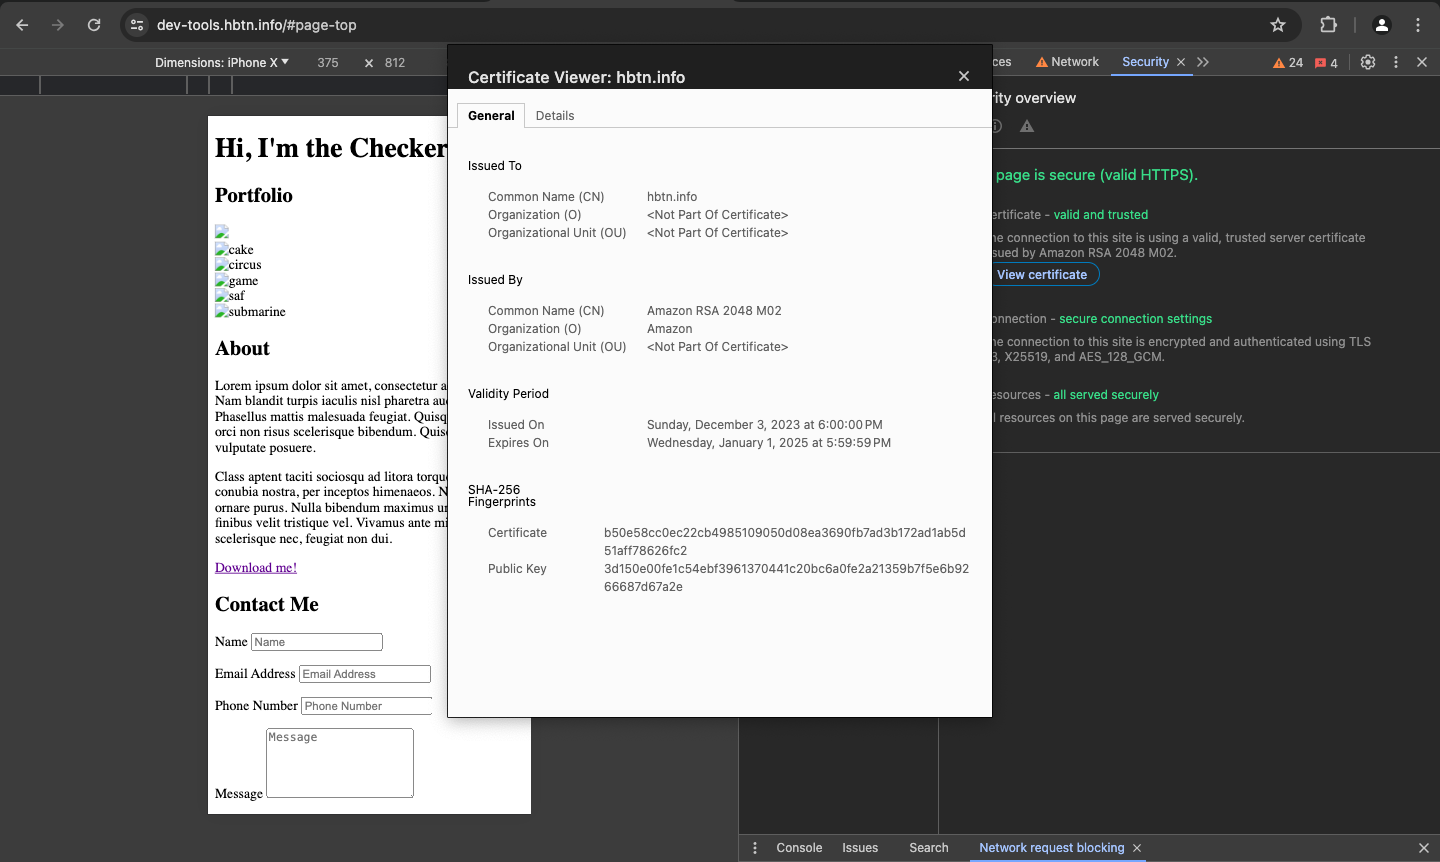 dev-tools.hbtn.info/#page-top
Dimensions: iPhone X 375 × 812
Network Security 24 4
Certificate Viewer: hbtn.info
General Details
Issued To
Common Name (CN) hbtn.info
Organization (O) <Not Part Of Certificate>
Organizational Unit (OU) <Not Part Of Certificate>
Issued By
Common Name (CN) Amazon RSA 2048 M02
Organization (O) Amazon
Organizational Unit (OU) <Not Part Of Certificate>
Validity Period
Issued On Sunday, December 3, 2023 at 6:00:00 PM
Expires On Wednesday, January 1, 2025 at 5:59:59 PM
SHA-256
Fingerprints
Certificate b50e58cc0ec22cb4985109050d08ea3690fb7ad3b172ad1ab5d
51aff78626fc2
Public Key 3d150e00fe1c54ebf3961370441c20bc6a0fe2a21359b7f5e6b92
66687d67a2e
Hi, I'm the Checker
Portfolio
cake
circus
game
saf
submarine
About
Lorem ipsum dolor sit amet, consectetur a
Nam blandit turpis iaculis nisl pharetra au
Phasellus mattis malesuada feugiat. Quisq
orci non risus scelerisque bibendum. Quis
vulputate posuere.
Class aptent taciti sociosqu ad litora torqu
conubia nostra, per inceptos himenaeos. N
ornare purus. Nulla bibendum maximus u
finibus velit tristique vel. Vivamus ante mi
scelerisque nec, feugiat non dui.
Download me!
Contact Me
Name Name
Email Address Email Address
Phone Number Phone Number
Message
Message
rity overview
page is secure (valid HTTPS).
ertificate - valid and trusted
he connection to this site is using a valid, trusted server certificate
sued by Amazon RSA 2048 M02.
View certificate
onnection - secure connection settings
he connection to this site is encrypted and authenticated using TLS
3, X25519, and AES_128_GCM.
esources - all served securely
l resources on this page are served securely.
Console Issues Search Network request blocking